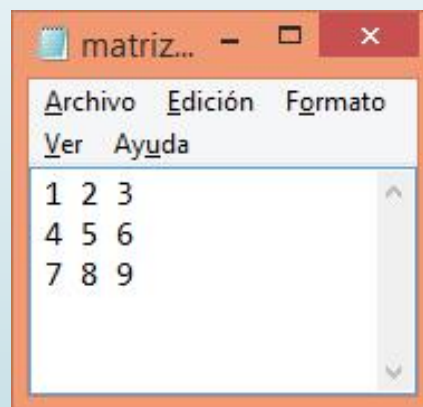 matriz...
Archivo Edición Formato
Ver Ayuda
1 2 3
4 5 6
7 8 9